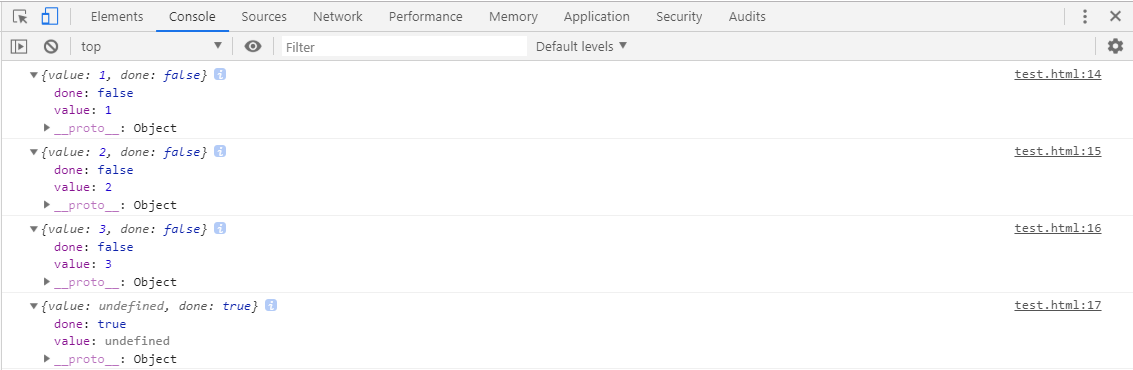 Elements Console Sources Network Performance Memory Application Security Audits
top Filter Default levels
{value: 1, done: false} i test.html:14
done: false
value: 1
__proto__: Object
{value: 2, done: false} i test.html:15
done: false
value: 2
__proto__: Object
{value: 3, done: false} i test.html:16
done: false
value: 3
__proto__: Object
{value: undefined, done: true} i test.html:17
done: true
value: undefined
__proto__: Object